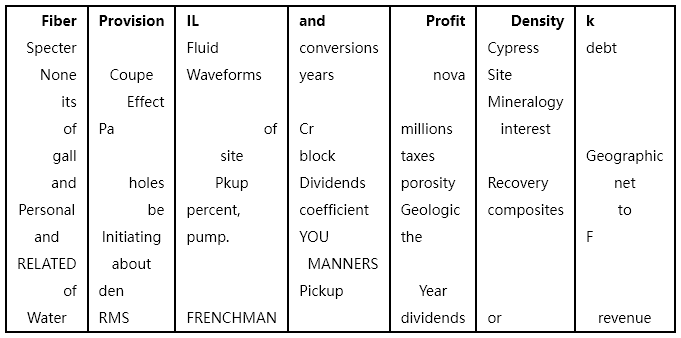 Fiber Provision IL and Profit Density k
Specter Fluid conversions Cypress debt
None Coupe Waveforms years nova Site
its Effect Mineralogy
of Pa of Cr millions interest
gall site block taxes Geographic
and holes Pkup Dividends porosity Recovery net
Personal be percent, coefficient Geologic composites to
and Initiating pump. YOU the F
RELATED about MANNERS
of den Pickup Year
Water RMS FRENCHMAN dividends or revenue